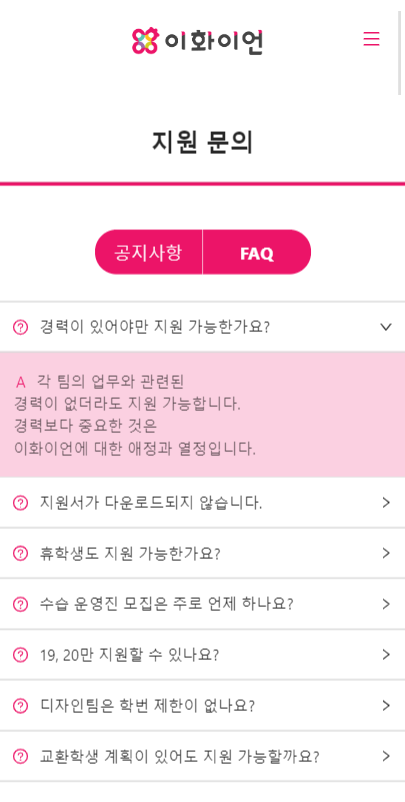 이화이언
지원 문의
공지사항 FAQ
경력이 있어야만 지원 가능한가요?
A 각 팀의 업무와 관련된
경력이 없더라도 지원 가능합니다.
경력보다 중요한 것은
이화이언에 대한 애정과 열정입니다.
지원서가 다운로드되지 않습니다.
휴학생도 지원 가능한가요?
수습 운영진 모집은 주로 언제 하나요?
19, 20만 지원할 수 있나요?
디자인팀은 학번 제한이 없나요?
교환학생 계획이 있어도 지원 가능할까요?